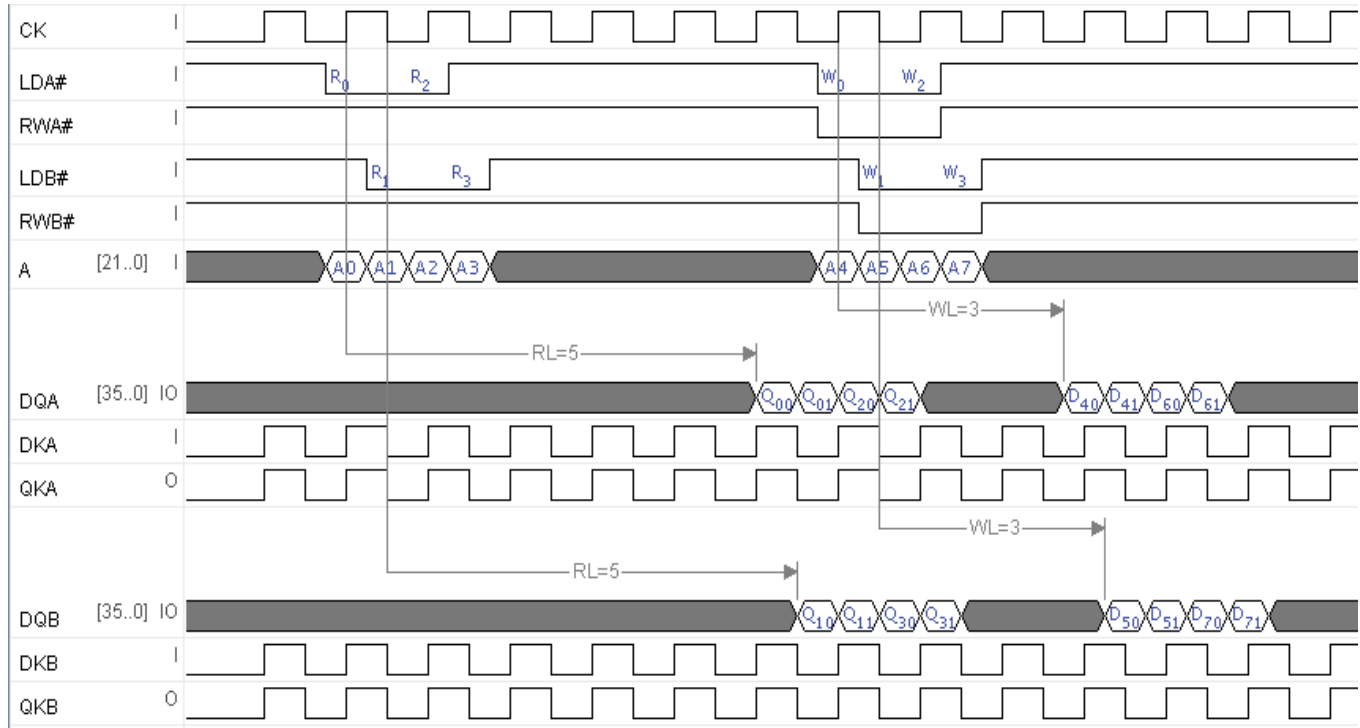 CK I
LDA# I R0 R2 W0 W2
RWA# I
LDB# I R1 R3 W1 W3
RWB# I
A [21..0] I A0 A1 A2 A3 A4 A5 A6 A7
WL=3
RL=5
DQA [35..0] IO Q00 Q01 Q20 Q21 D40 D41 D60 D61
DKA I
QKA O
WL=3
RL=5
DQB [35..0] IO Q10 Q11 Q30 Q31 D50 D51 D70 D71
DKB I
QKB O